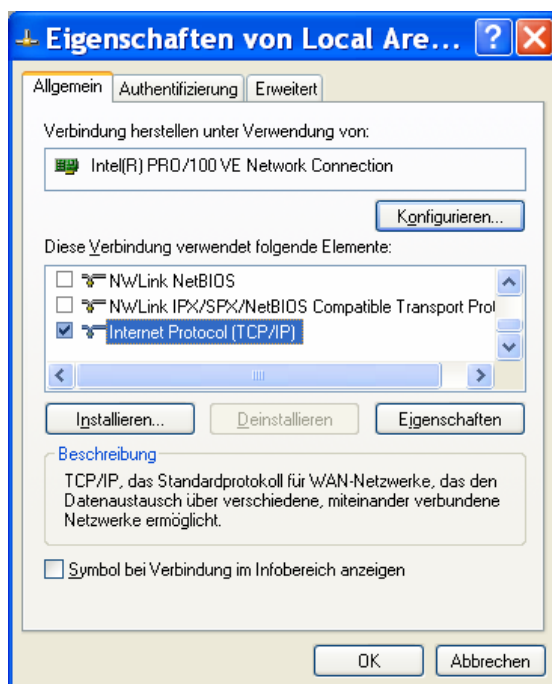 Eigenschaften von Local Are...
Allgemein Authentifizierung Erweitert
Verbindung herstellen unter Verwendung von:
Intel(R) PRO/100 VE Network Connection
Konfigurieren...
Diese Verbindung verwendet folgende Elemente:
NWLink NetBIOS
NWLink IPX/SPX/NetBIOS Compatible Transport Prot
Internet Protocol (TCP/IP)
Installieren... Deinstallieren Eigenschaften
Beschreibung
TCP/IP, das Standardprotokoll für WAN-Netzwerke, das den
Datenaustausch über verschiedene, miteinander verbundene
Netzwerke ermöglicht.
Symbol bei Verbindung im Infobereich anzeigen
OK Abbrechen